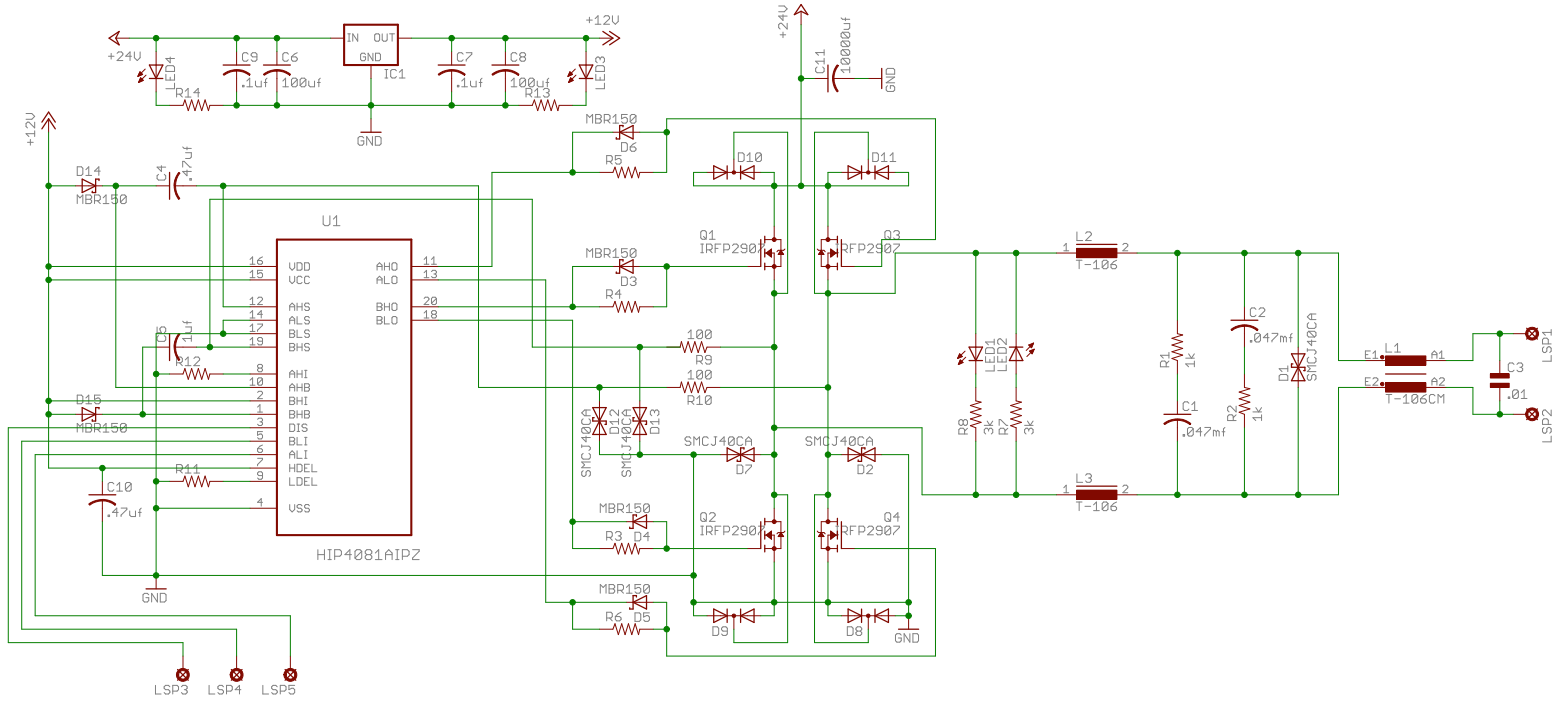 +24V
LED4
R14
C9
.1uf
C6
100uf
IN OUT
GND
IC1
GND
C7
.1uf
C8
100uf
R13
LED3
+12V
+24V
C11
10000uf
GND
+12V
D14
MBR150
C4
.47uf
MBR150
D6
R5
D10
D11
U1
Q1
IRFP2907
Q3
IRFP2907
MBR150
D3
R4
16 VDD
15 VCC
12 AHS
14 ALS
17 BLS
19 BHS
8 AHI
10 AHB
2 BHI
1 BHB
3 DIS
5 BLI
6 ALI
7 HDEL
9 LDEL
4 VSS
AHO 11
ALO 13
BHO 20
BLO 18
HIP4081AIPZ
C5
1uf
R12
D15
MBR150
R11
C10
.47uf
GND
100
R9
100
R10
SMCJ40CA
D12
SMCJ40CA
D13
SMCJ40CA
D7
SMCJ40CA
D2
Q2
IRFP2907
Q4
IRFP2907
MBR150
D4
R3
MBR150
D5
R6
D9
D8
GND
LED1
LED2
R8
3k
R7
3k
1 L2 2
T-106
1 L3 2
T-106
R1
1k
C1
.047mf
C2
.047mf
R2
1k
D1
SMCJ40CA
E1 L1 A1
E2 A2
T-106CM
C3
.01
LSP1
LSP2
LSP3
LSP4
LSP5